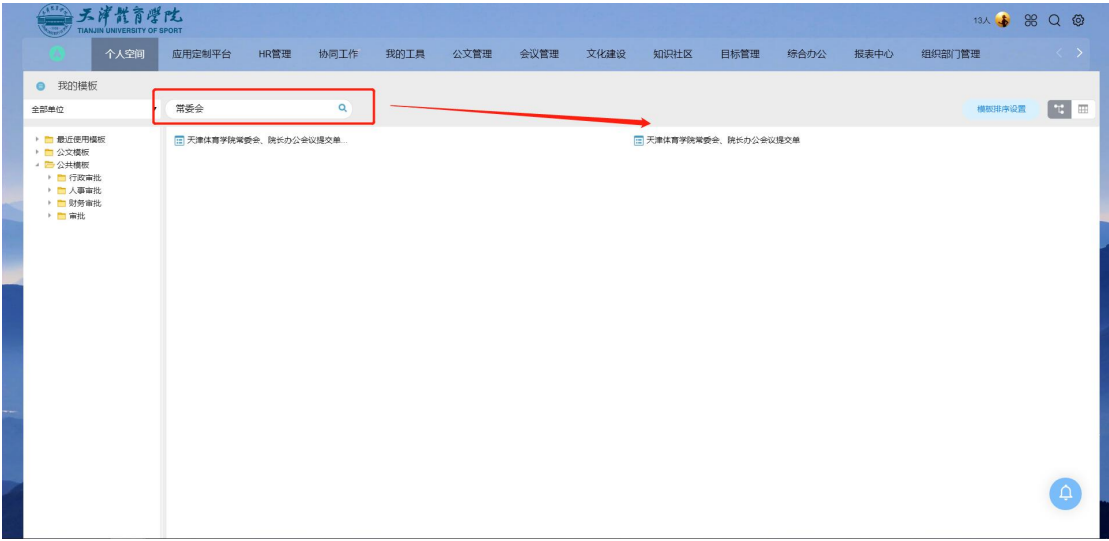 天津體育學院
TIANJIN UNIVERSITY OF SPORT
13人
个人空间 应用定制平台 HR管理 协同工作 我的工具 公文管理 会议管理 文化建设 知识社区 目标管理 综合办公 报表中心 组织部门管理
我的模板
全部单位 常委会 模板排序设置
最近使用模板
公文模板
公共模板
行政审批
人事审批
财务审批
审批
天津体育学院常委会、院长办公会议提交单...
天津体育学院常委会、院长办公会议提交单